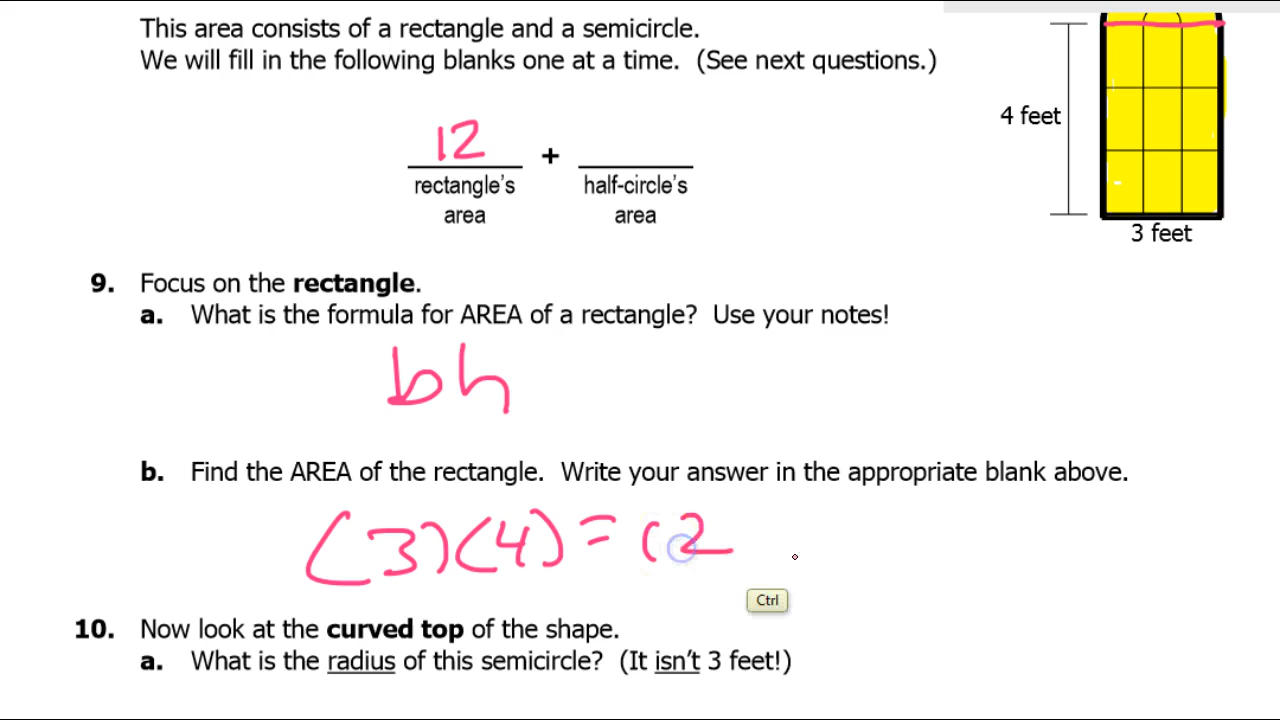 This area consists of a rectangle and a semicircle.
We will fill in the following blanks one at a time. (See next questions.)
4 feet
12 +
rectangle's half-circle's
area area
3 feet
9. Focus on the rectangle.
a. What is the formula for AREA of a rectangle? Use your notes!
bh
b. Find the AREA of the rectangle. Write your answer in the appropriate blank above.
(3)(4) = 12
Ctrl
10. Now look at the curved top of the shape.
a. What is the radius of this semicircle? (It isn't 3 feet!)